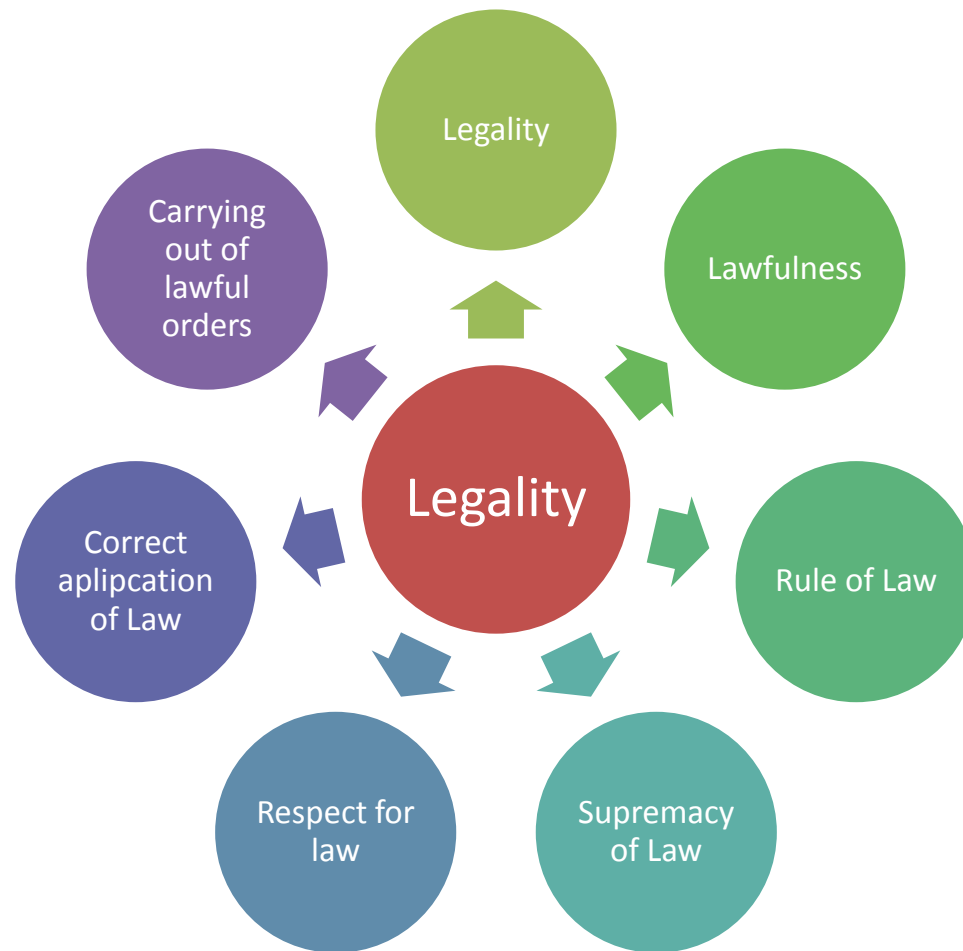 Legality
Lawfulness
Rule of Law
Supremacy
of Law
Respect for
law
Correct
aplipcation
of Law
Carrying
out of
lawful
orders
Legality